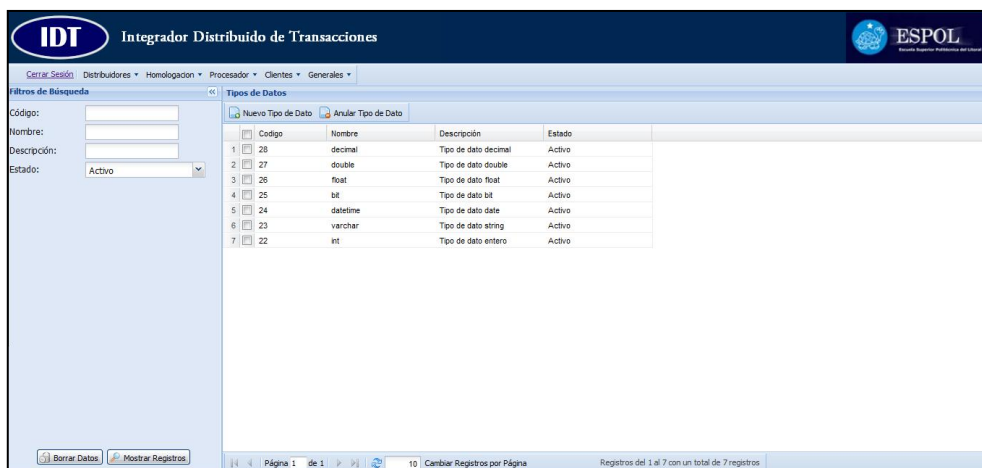 IDT Integrador Distribuido de Transacciones ESPOL
Escuela Superior Politécnica del Litoral
Cerrar Sesión Distribuidores Homologacion Procesador Clientes Generales
Filtros de Búsqueda Tipos de Datos
Código: Nuevo Tipo de Dato Anular Tipo de Dato
Nombre: Codigo Nombre Descripción Estado
Descripción:
Estado: Activo
1 28 decimal Tipo de dato decimal Activo
2 27 double Tipo de dato double Activo
3 26 float Tipo de dato float Activo
4 25 bit Tipo de dato bit Activo
5 24 datetime Tipo de dato date Activo
6 23 varchar Tipo de dato string Activo
7 22 int Tipo de dato entero Activo
Borrar Datos Mostrar Registros Página 1 de 1 10 Cambiar Registros por Página Registros del 1 al 7 con un total de 7 registros